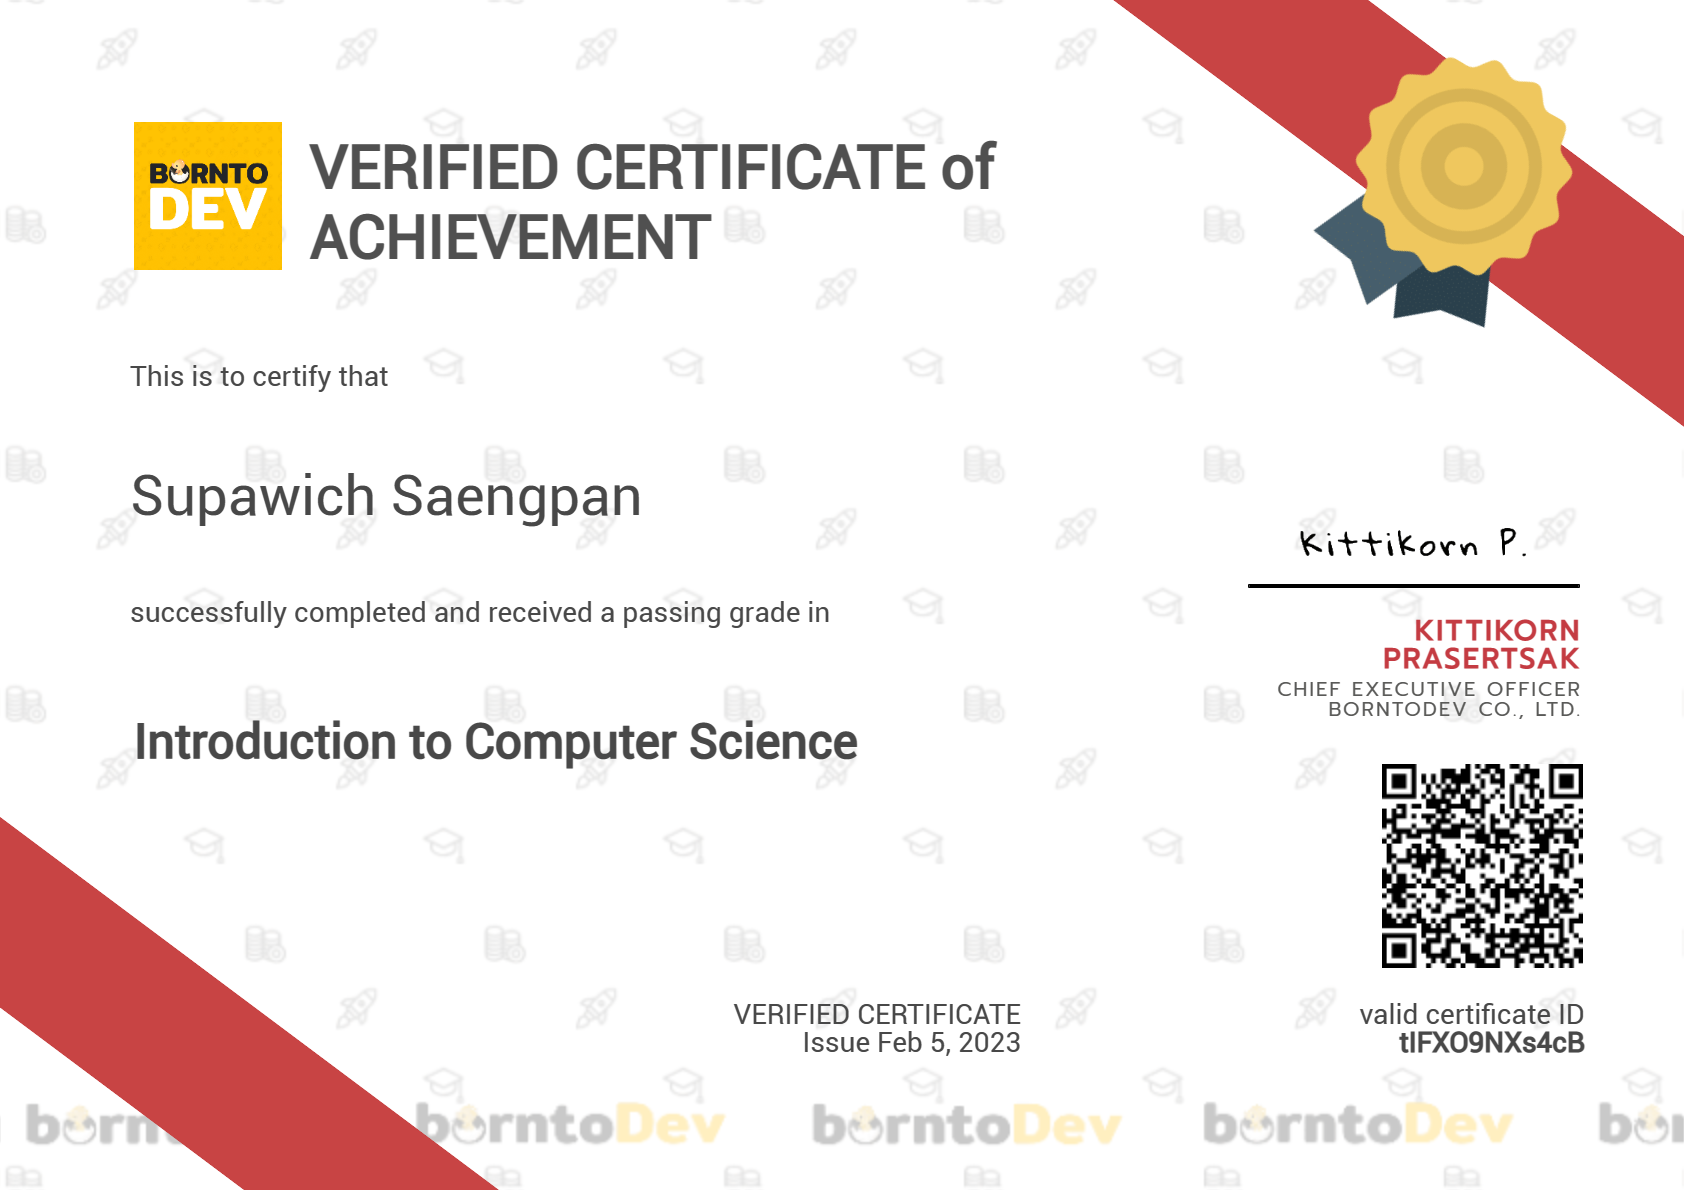 BORNTO
DEV
VERIFIED CERTIFICATE of
ACHIEVEMENT
This is to certify that
Supawich Saengpan
successfully completed and received a passing grade in
Introduction to Computer Science
Kittikorn P.
KITTIKORN
PRASERTSAK
CHIEF EXECUTIVE OFFICER
BORNTODEV CO., LTD.
VERIFIED CERTIFICATE
Issue Feb 5, 2023
valid certificate ID
tIFXO9NXs4cB
born borntoDev borntoDev borntoDev bor